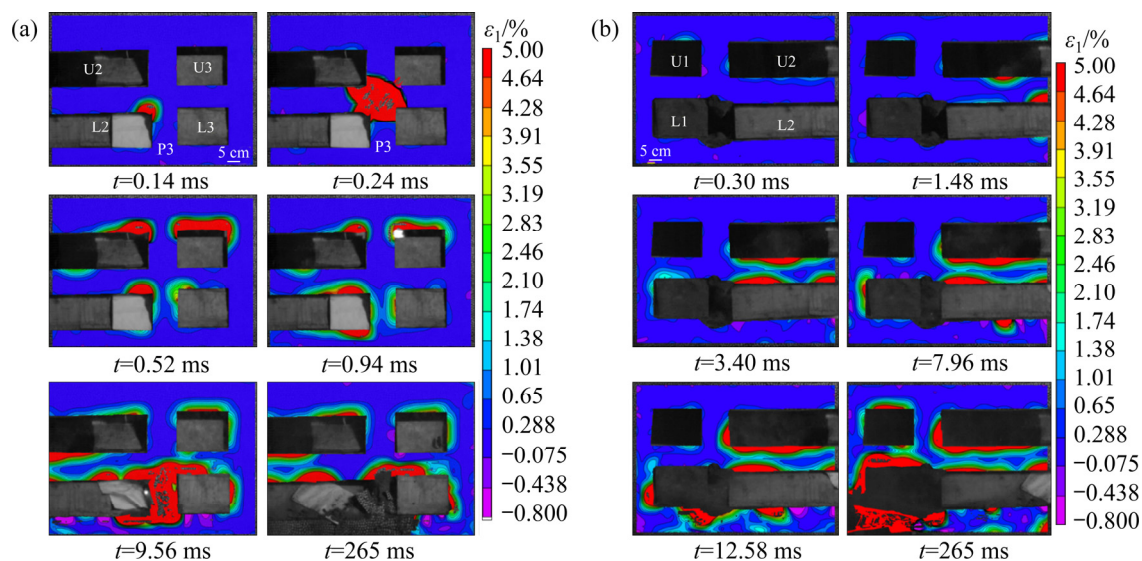 (a)
U2 U3
L2 L3
P3
5 cm
t=0.14 ms
P3
t=0.24 ms
t=0.52 ms
t=0.94 ms
t=9.56 ms
t=265 ms
ε1/%
5.00
4.64
4.28
3.91
3.55
3.19
2.83
2.46
2.10
1.74
1.38
1.01
0.65
0.288
−0.075
−0.438
−0.800
(b)
U1 U2
L1 L2
5 cm
t=0.30 ms
t=1.48 ms
t=3.40 ms
t=7.96 ms
t=12.58 ms
t=265 ms
ε1/%
5.00
4.64
4.28
3.91
3.55
3.19
2.83
2.46
2.10
1.74
1.38
1.01
0.65
0.288
−0.075
−0.438
−0.800